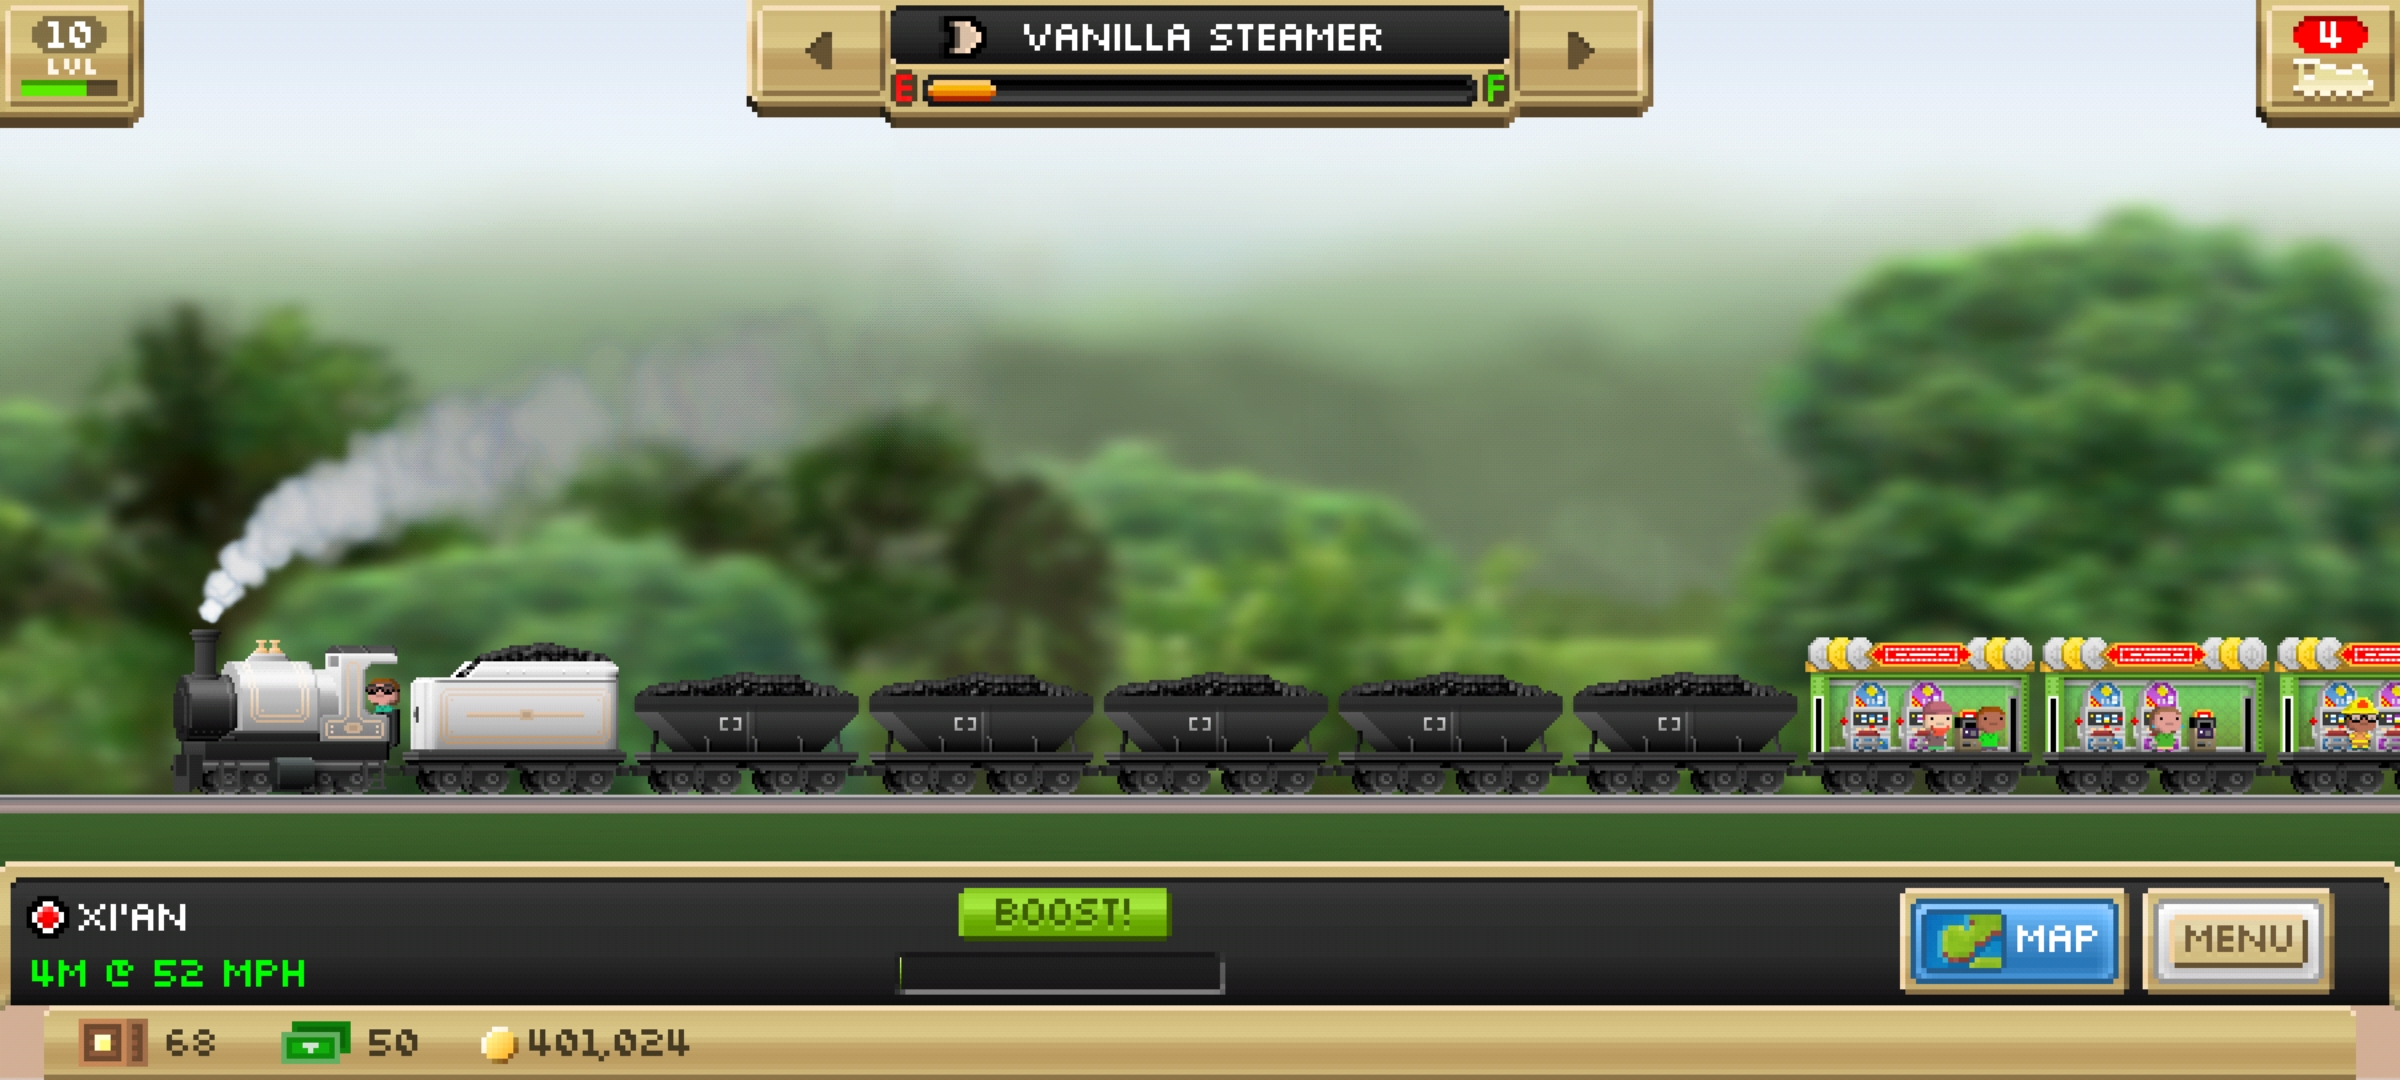 10
LVL
VANILLA STEAMER
E F
4
XI'AN
4M @ 52 MPH
BOOST!
MAP
MENU
68
50
401,024